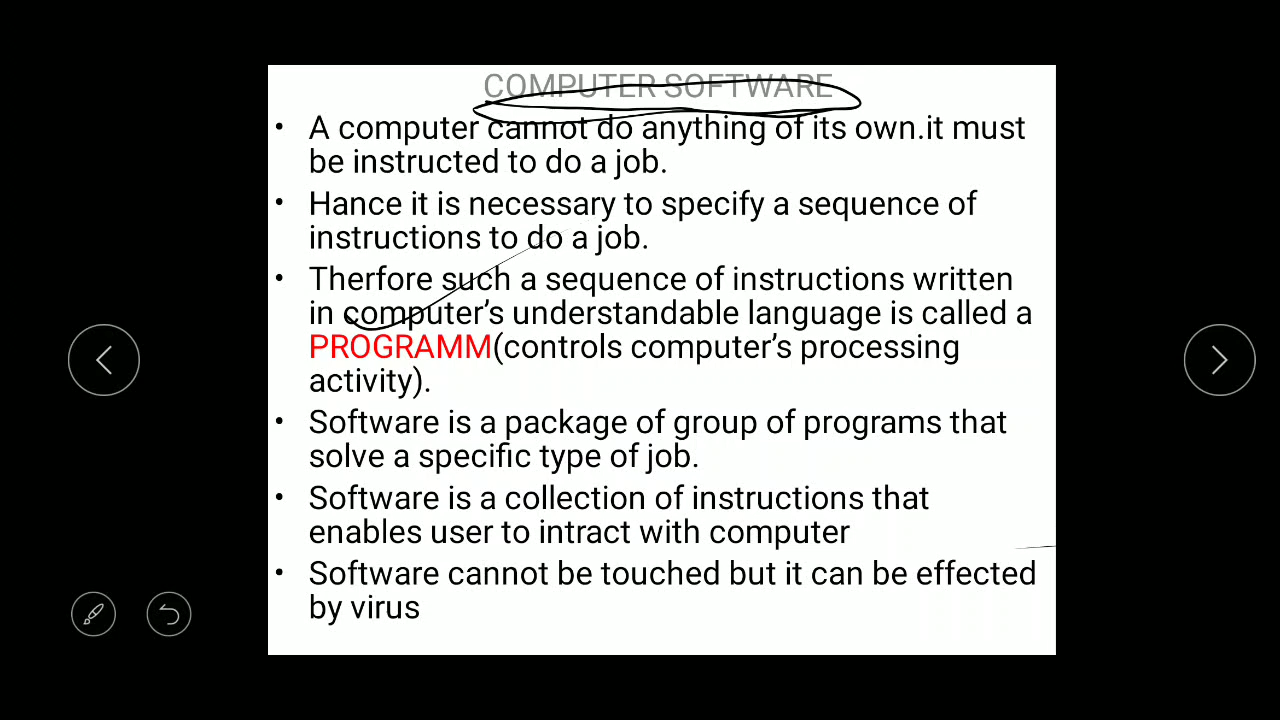 COMPUTER SOFTWARE
• A computer cannot do anything of its own.it must
be instructed to do a job.
• Hance it is necessary to specify a sequence of
instructions to do a job.
• Therfore such a sequence of instructions written
in computer’s understandable language is called a
PROGRAMM(controls computer’s processing
activity).
• Software is a package of group of programs that
solve a specific type of job.
• Software is a collection of instructions that
enables user to intract with computer
• Software cannot be touched but it can be effected
by virus